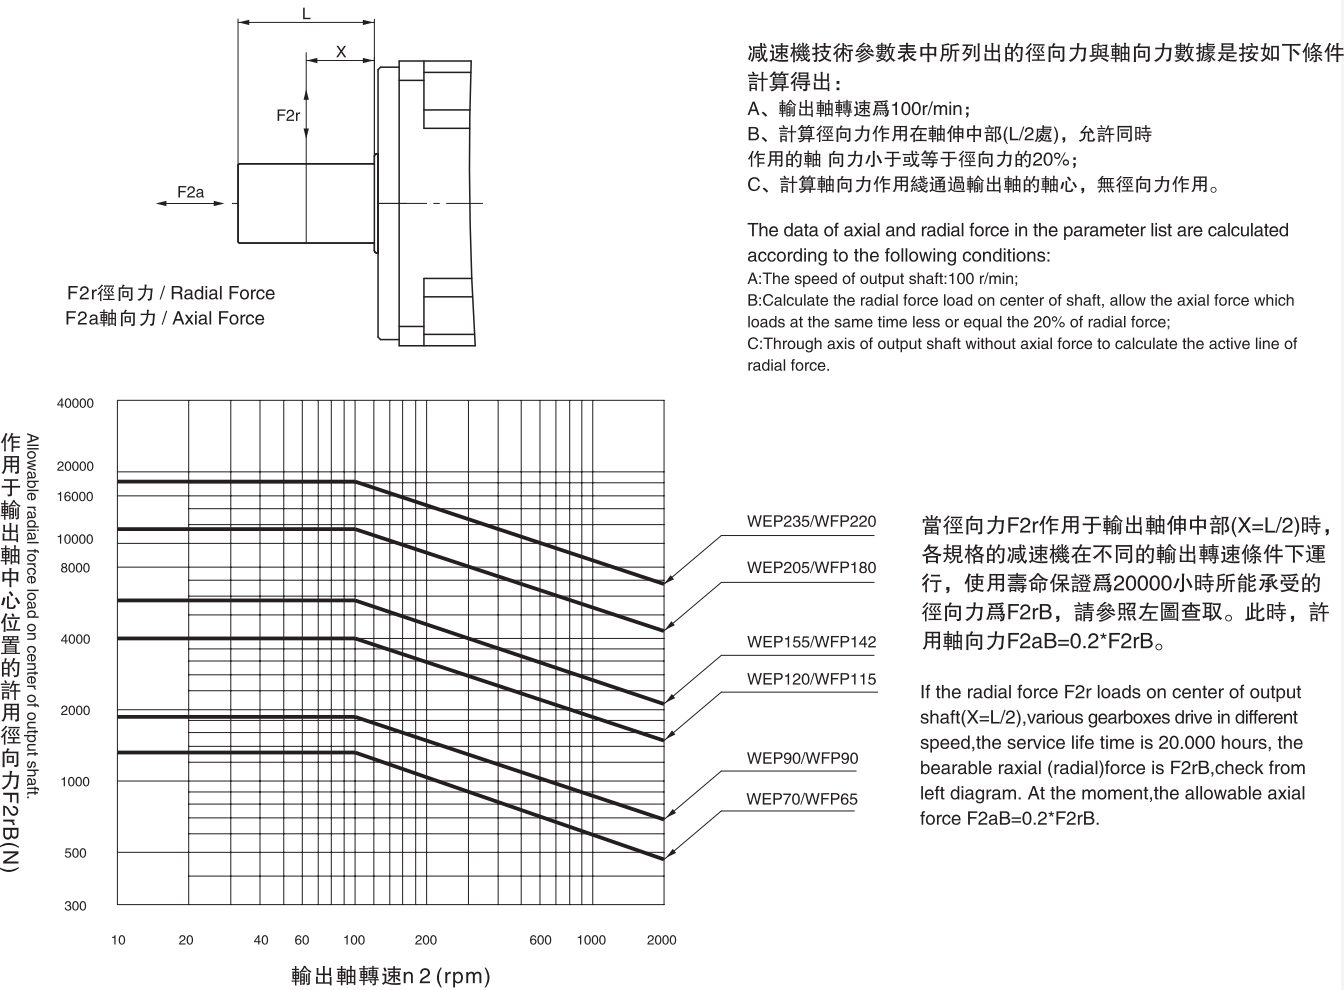 L
X
F2r
F2a
F2r徑向力 / Radial Force
F2a軸向力 / Axial Force
减速機技術參數表中所列出的徑向力與軸向力數據是按如下條件
計算得出：
A、輸出軸轉速爲100r/min；
B、計算徑向力作用在軸伸中部(L/2處)，允許同時
作用的軸 向力小于或等于徑向力的20%；
C、計算軸向力作用綫通過輸出軸的軸心，無徑向力作用。
The data of axial and radial force in the parameter list are calculated
according to the following conditions:
A:The speed of output shaft:100 r/min;
B:Calculate the radial force load on center of shaft, allow the axial force which
loads at the same time less or equal the 20% of radial force;
C:Through axis of output shaft without axial force to calculate the active line of
radial force.
作用于輸出軸中心位置的許用徑向力F2rB(N)
Allowable radial force load on center of output shaft.
40000
20000
16000
10000
8000
4000
2000
1000
500
300
10 20 40 60 100 200 600 1000 2000
輸出軸轉速n 2 (rpm)
WEP235/WFP220
WEP205/WFP180
WEP155/WFP142
WEP120/WFP115
WEP90/WFP90
WEP70/WFP65
當徑向力F2r作用于輸出軸伸中部(X=L/2)時，
各規格的减速機在不同的輸出轉速條件下運
行，使用壽命保證爲20000小時所能承受的
徑向力爲F2rB，請參照左圖查取。此時，許
用軸向力F2aB=0.2*F2rB。
If the radial force F2r loads on center of output
shaft(X=L/2),various gearboxes drive in different
speed,the service life time is 20.000 hours, the
bearable raxial (radial)force is F2rB,check from
left diagram. At the moment,the allowable axial
force F2aB=0.2*F2rB.